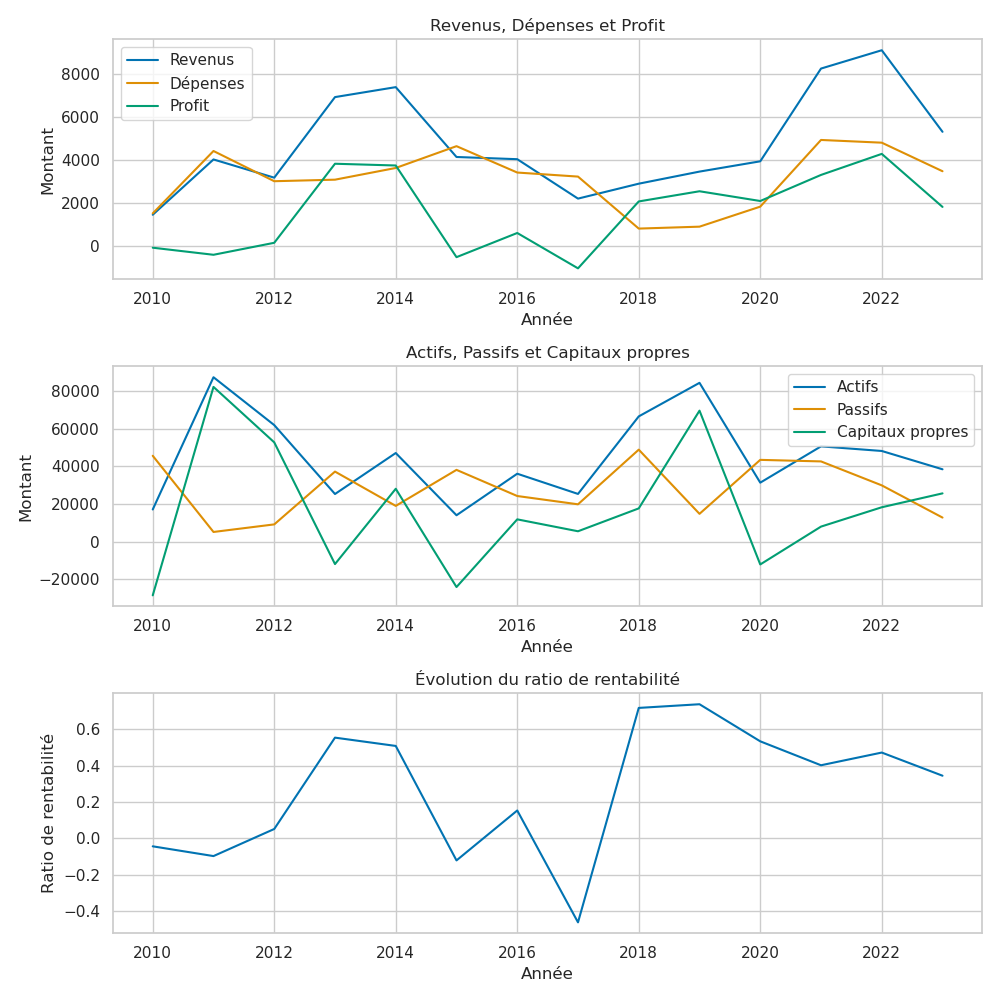 Revenus, Dépenses et Profit
Revenus
Dépenses
Profit
8000
6000
4000
2000
0
Montant
2010 2012 2014 2016 2018 2020 2022
Année
Actifs, Passifs et Capitaux propres
Actifs
Passifs
Capitaux propres
80000
60000
40000
20000
0
−20000
Montant
2010 2012 2014 2016 2018 2020 2022
Année
Évolution du ratio de rentabilité
0.6
0.4
0.2
0.0
−0.2
−0.4
Ratio de rentabilité
2010 2012 2014 2016 2018 2020 2022
Année